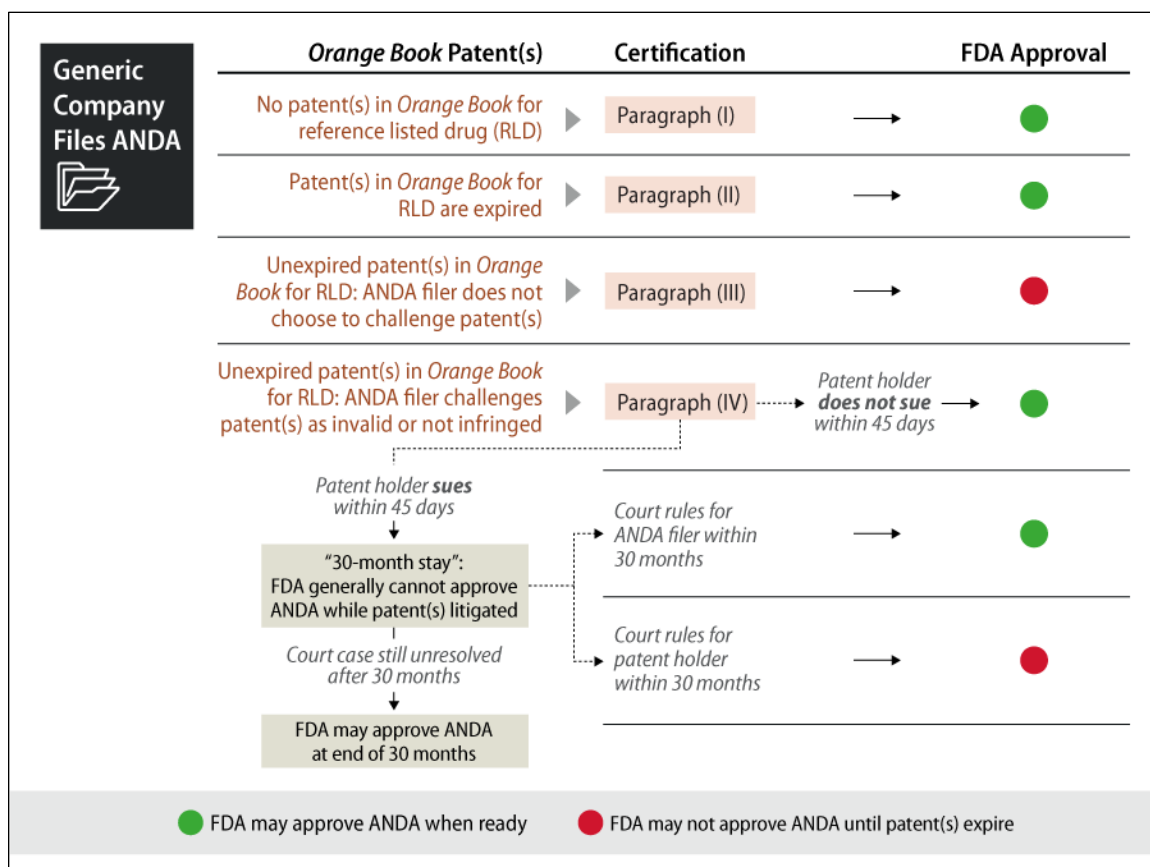 Generic
Company
Files ANDA
Orange Book Patent(s)
Certification
FDA Approval
No patent(s) in Orange Book for
reference listed drug (RLD)
Paragraph (I)
Patent(s) in Orange Book for
RLD are expired
Paragraph (II)
Unexpired patent(s) in Orange
Book for RLD: ANDA filer does not
choose to challenge patent(s)
Paragraph (III)
Unexpired patent(s) in Orange Book
for RLD: ANDA filer challenges
patent(s) as invalid or not infringed
Paragraph (IV)
Patent holder
does not sue
within 45 days
Patent holder sues
within 45 days
"30-month stay":
FDA generally cannot approve
ANDA while patent(s) litigated
Court rules for
ANDA filer within
30 months
Court rules for
patent holder
within 30 months
Court case still unresolved
after 30 months
FDA may approve ANDA
at end of 30 months
FDA may approve ANDA when ready
FDA may not approve ANDA until patent(s) expire